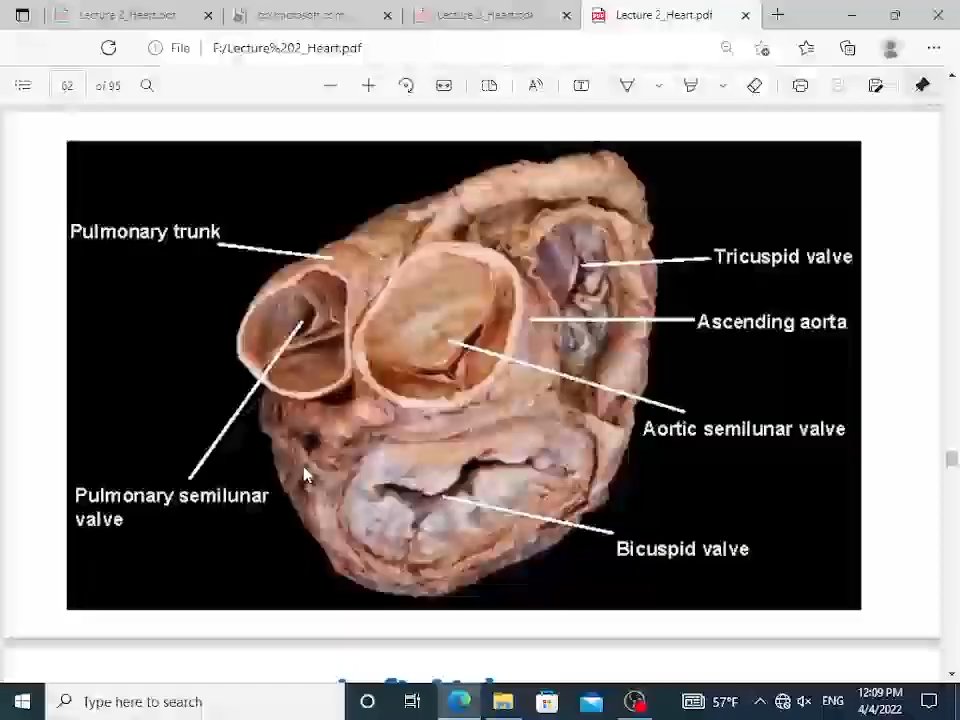 Lecture 2_Heart.pdf
File
F:/Lecture%202_Heart.pdf
62 of 95
Pulmonary trunk
Tricuspid valve
Ascending aorta
Aortic semilunar valve
Pulmonary semilunar
valve
Bicuspid valve
Type here to search
57°F
ENG
12:09 PM
4/4/2022